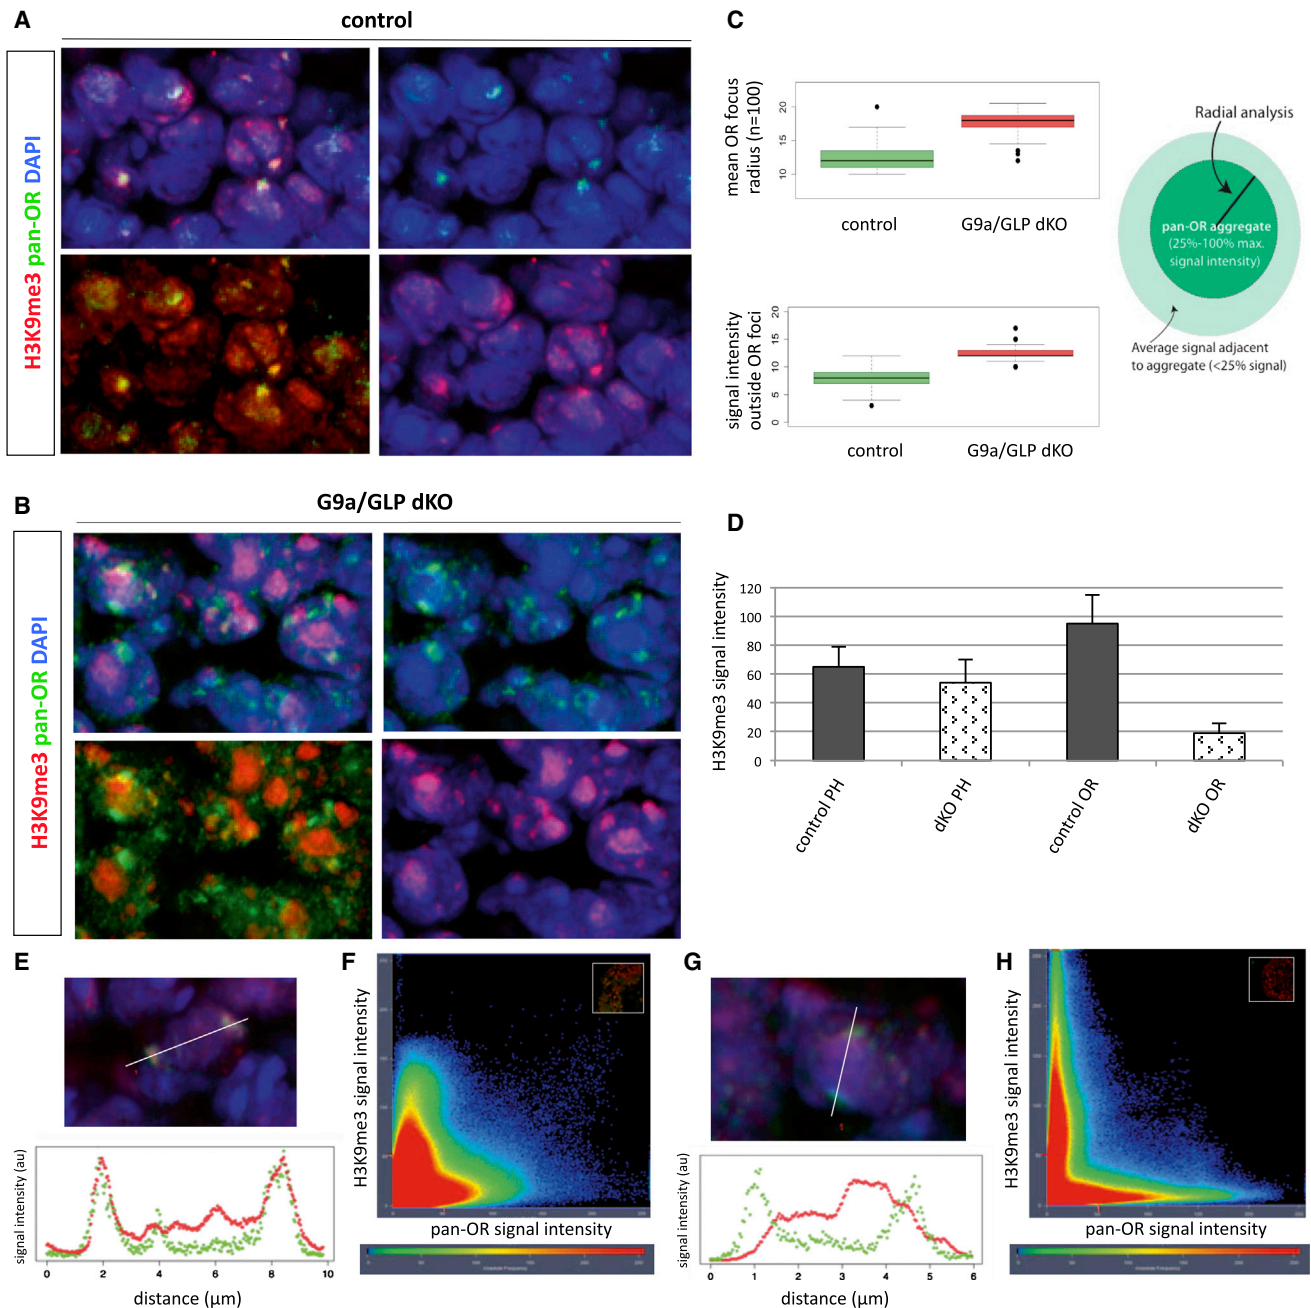 A
control
H3K9me3 pan-OR DAPI
B
G9a/GLP dKO
H3K9me3 pan-OR DAPI
C
mean OR focus
radius (n=100)
20
15
10
control
G9a/GLP dKO
signal intensity
outside OR foci
20
15
10
5
0
control
G9a/GLP dKO
Radial analysis
pan-OR aggregate
(25%-100% max.
signal intensity)
Average signal adjacent
to aggregate (<25% signal)
D
H3K9me3 signal intensity
120
100
80
60
40
20
0
control PH
dKO PH
control OR
dKO OR
E
signal intensity (au)
0 2 4 6 8 10
distance (µm)
F
H3K9me3 signal intensity
pan-OR signal intensity
G
signal intensity (au)
0 1 2 3 4 5 6
distance (µm)
H
H3K9me3 signal intensity
pan-OR signal intensity